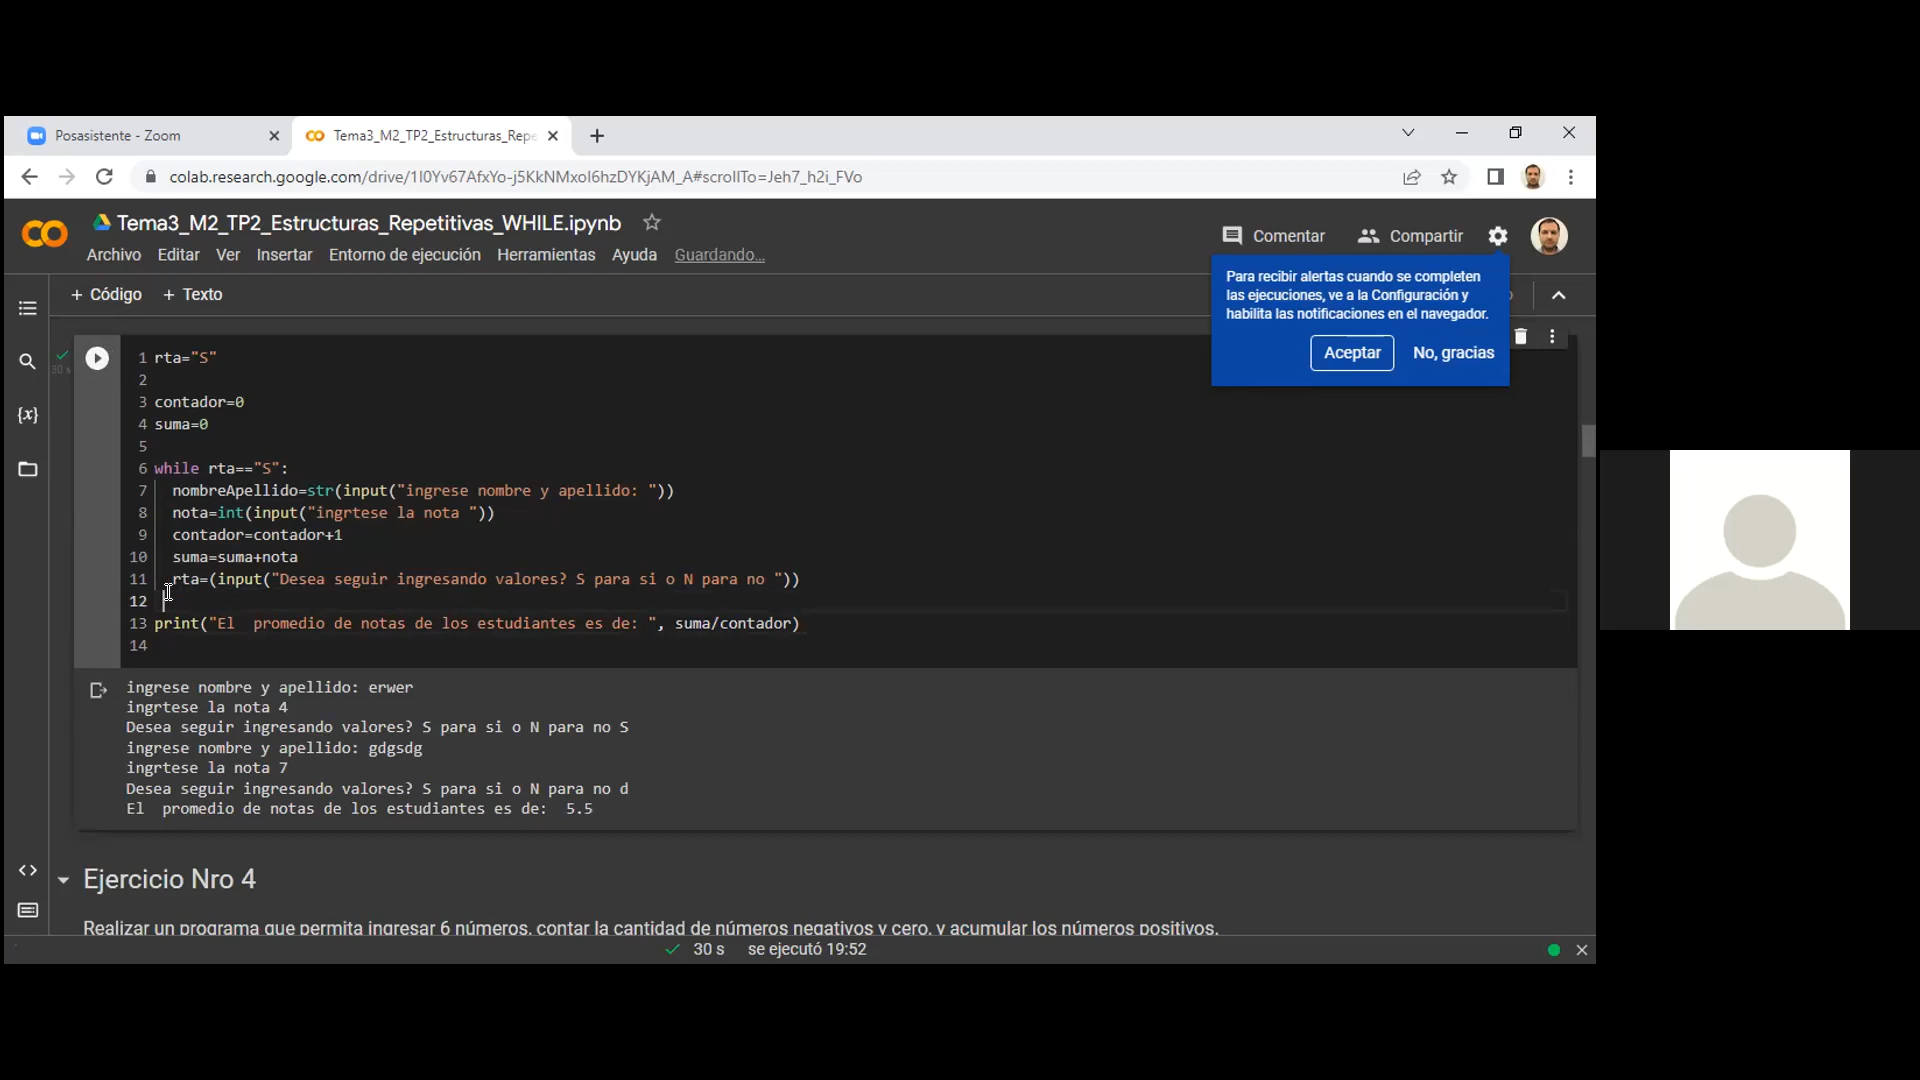 Posasistente - Zoom
Tema3_M2_TP2_Estructuras_Repe
colab.research.google.com/drive/1I0Yv67AfxYo-j5KkNMxoI6hzDYKjAM_A#scrollTo=Jeh7_h2i_FVo
Tema3_M2_TP2_Estructuras_Repetitivas_WHILE.ipynb
Archivo Editar Ver Insertar Entorno de ejecución Herramientas Ayuda Guardando...
Comentar Compartir
+ Código + Texto
Para recibir alertas cuando se completen
las ejecuciones, ve a la Configuración y
habilita las notificaciones en el navegador.
Aceptar No, gracias
30 s
1 rta="S"
2
3 contador=0
4 suma=0
5
6 while rta=="S":
7 nombreApellido=str(input("ingrese nombre y apellido: "))
8 nota=int(input("ingrtese la nota "))
9 contador=contador+1
10 suma=suma+nota
11 rta=(input("Desea seguir ingresando valores? S para si o N para no "))
12
13 print("El  promedio de notas de los estudiantes es de: ", suma/contador)
14
ingrese nombre y apellido: erwer
ingrtese la nota 4
Desea seguir ingresando valores? S para si o N para no S
ingrese nombre y apellido: gdgsdg
ingrtese la nota 7
Desea seguir ingresando valores? S para si o N para no d
El  promedio de notas de los estudiantes es de:  5.5
Ejercicio Nro 4
Realizar un programa que permita ingresar 6 números, contar la cantidad de números negativos y cero, y acumular los números positivos.
30 s se ejecutó 19:52